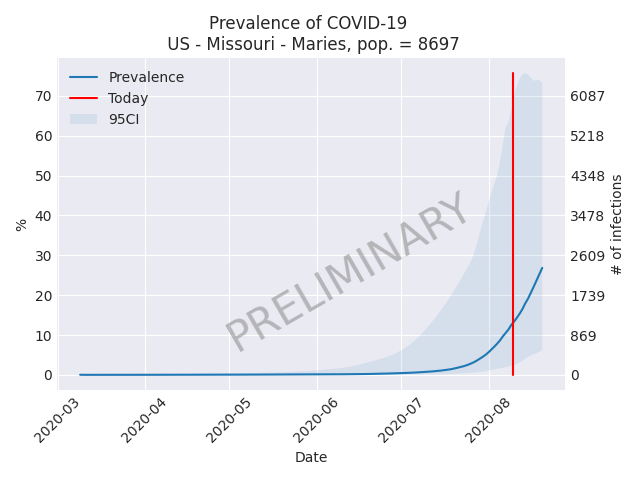 Prevalence of COVID-19
US - Missouri - Maries, pop. = 8697
Prevalence
Today
95CI
70
60
50
40
30
20
10
0
%
6087
5218
4348
3478
2609
1739
869
0
# of infections
PRELIMINARY
2020-03
2020-04
2020-05
2020-06
2020-07
2020-08
Date